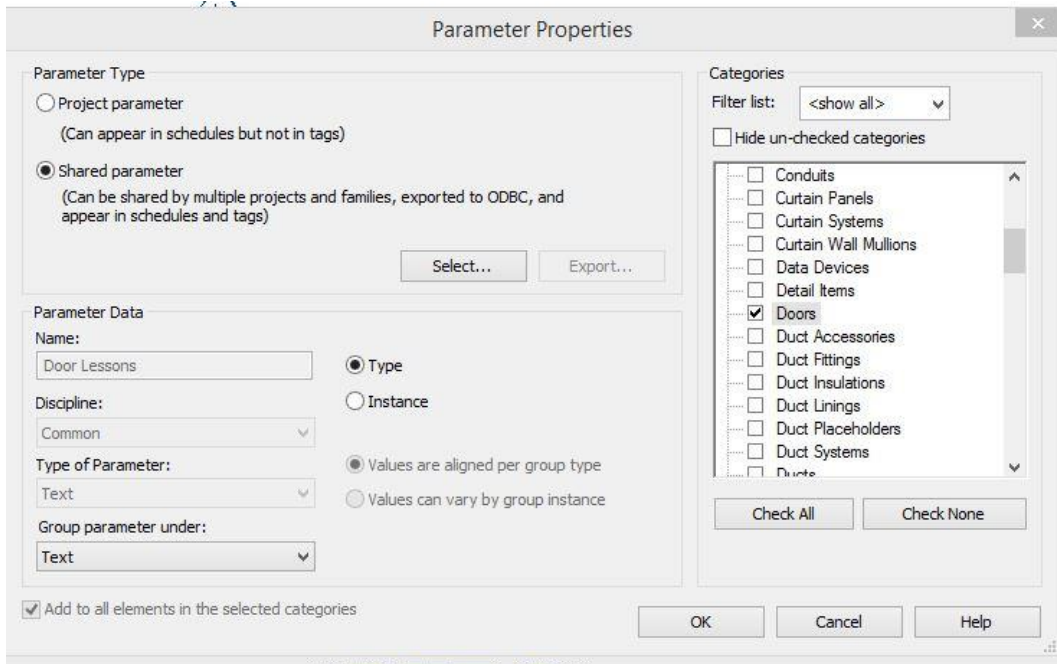 Parameter Properties
Parameter Type
Project parameter
(Can appear in schedules but not in tags)
Shared parameter
(Can be shared by multiple projects and families, exported to ODBC, and
appear in schedules and tags)
Select...
Export...
Parameter Data
Name:
Door Lessons
Type
Discipline:
Instance
Common
Type of Parameter:
Values are aligned per group type
Text
Values can vary by group instance
Group parameter under:
Text
Add to all elements in the selected categories
Categories
Filter list:
<show all>
Hide un-checked categories
Conduits
Curtain Panels
Curtain Systems
Curtain Wall Mullions
Data Devices
Detail Items
Doors
Duct Accessories
Duct Fittings
Duct Insulations
Duct Linings
Duct Placeholders
Duct Systems
Ducts
Check All
Check None
OK
Cancel
Help